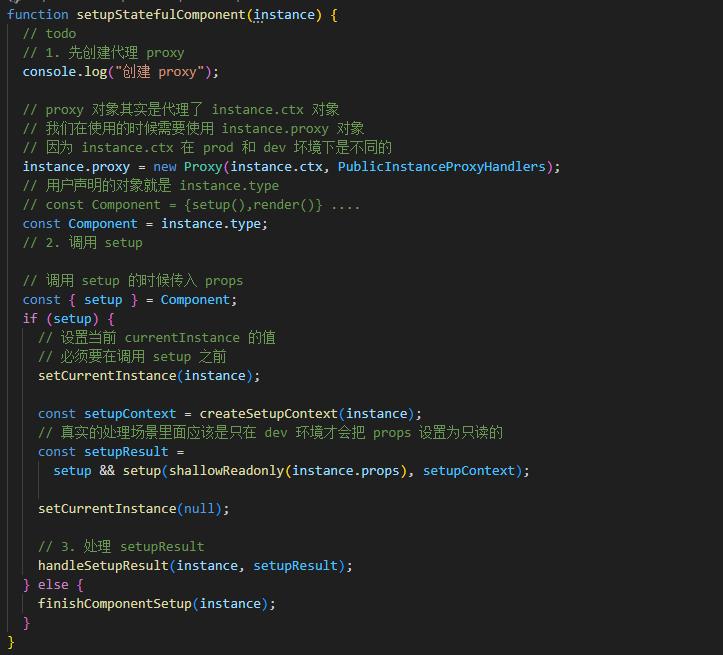 function setupStatefulComponent(instance) {
// todo
// 1. 先创建代理 proxy
console.log("创建 proxy");
// proxy 对象其实是代理了 instance.ctx 对象
// 我们在使用的时候需要使用 instance.proxy 对象
// 因为 instance.ctx 在 prod 和 dev 环境下是不同的
instance.proxy = new Proxy(instance.ctx, PublicInstanceProxyHandlers);
// 用户声明的对象就是 instance.type
// const Component = {setup(),render()} ....
const Component = instance.type;
// 2. 调用 setup
// 调用 setup 的时候传入 props
const { setup } = Component;
if (setup) {
// 设置当前 currentInstance 的值
// 必须要在调用 setup 之前
setCurrentInstance(instance);
const setupContext = createSetupContext(instance);
// 真实的处理场景里面应该是只在 dev 环境才会把 props 设置为只读的
const setupResult =
setup && setup(shallowReadonly(instance.props), setupContext);
setCurrentInstance(null);
// 3. 处理 setupResult
handleSetupResult(instance, setupResult);
} else {
finishComponentSetup(instance);
}
}